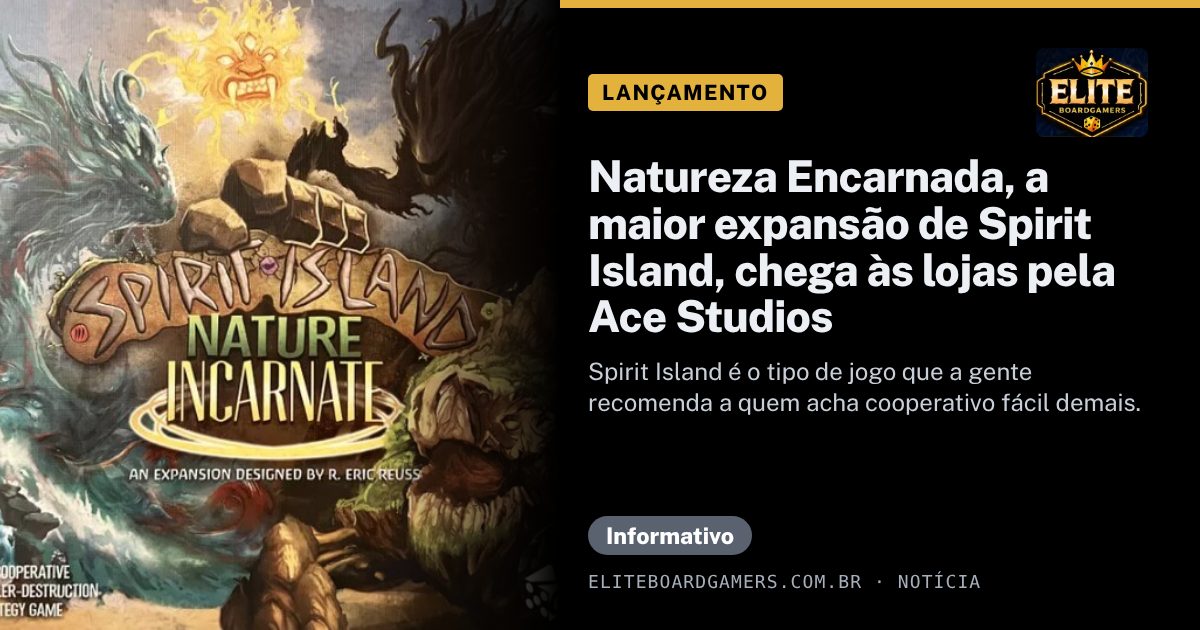 SPIRIT ISLAND
NATURE
INCARNATE
AN EXPANSION DESIGNED BY R. ERIC REUSS
STRATEGY GAME
LANÇAMENTO
ELITE
BOARDGAMERS
Natureza Encarnada, a
maior expansão de Spirit
Island, chega às lojas pela
Ace Studios
Spirit Island é o tipo de jogo que a gente
recomenda a quem acha cooperativo fácil demais.
Informativo
ELITEBOARDGAMERS.COM.BR · NOTÍCIA